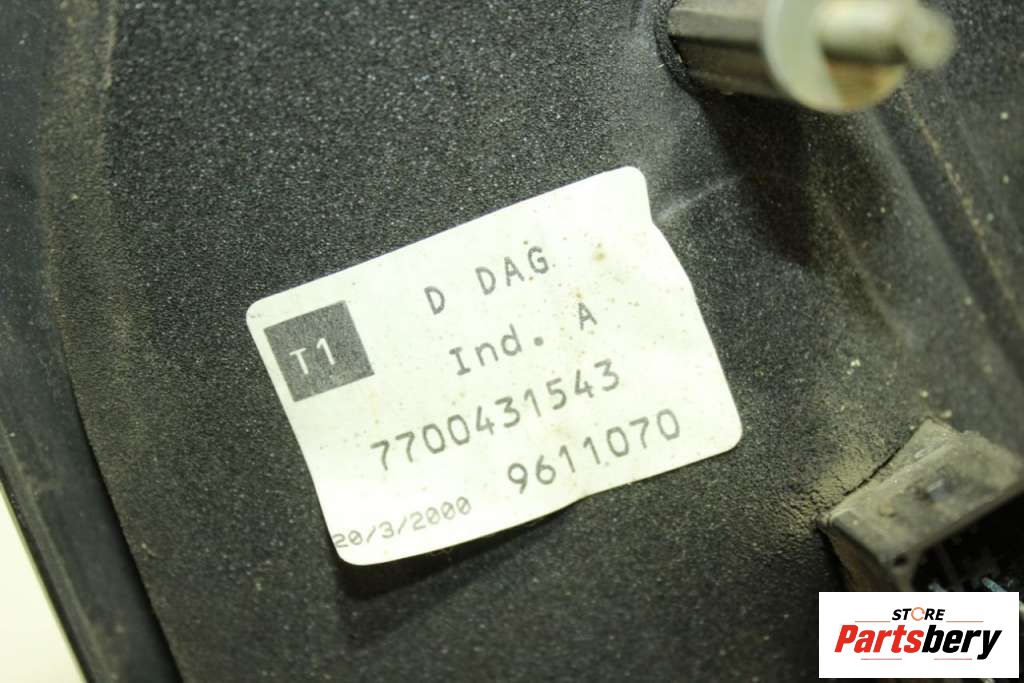 D DAG
T1
Ind. A
7700431543
9611070
20/3/2000
STORE
Partsbery